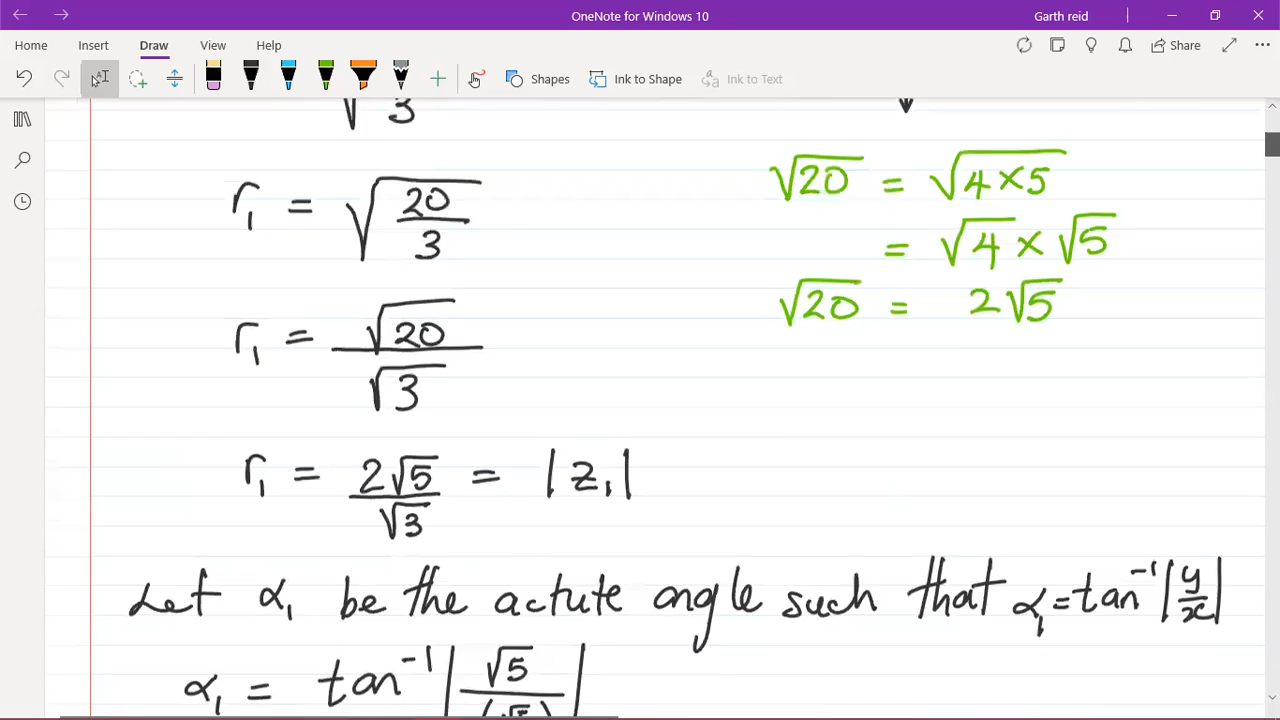 OneNote for Windows 10
Garth reid
Home Insert Draw View Help
Share
Shapes
Ink to Shape
Ink to Text
√3
r₁ = √(20/3)
r₁ = √20/√3
r₁ = 2√5/√3 = |z₁|
√20 = √(4×5)
= √4 × √5
√20 = 2√5
Let α₁ be the actute angle such that α₁ = tan⁻¹|y/x|
α₁ = tan⁻¹|√5